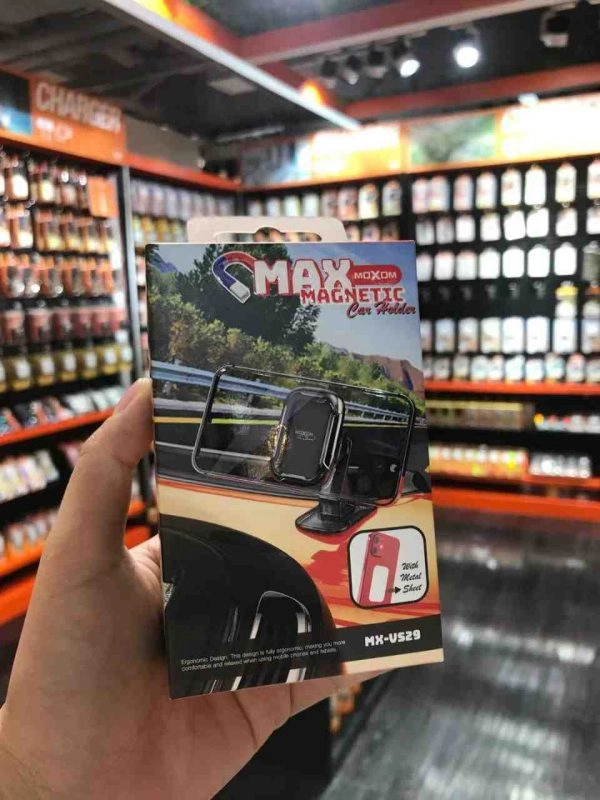 CHARGER
MAX
MOXOM
MAGNETIC
Car Holder
MOXOM
With
Metal
Sheet
MX-VS29
Ergonomic Design. This design is fully ergonomic, making you more
comfortable and relaxed when using mobile phones and tablets.